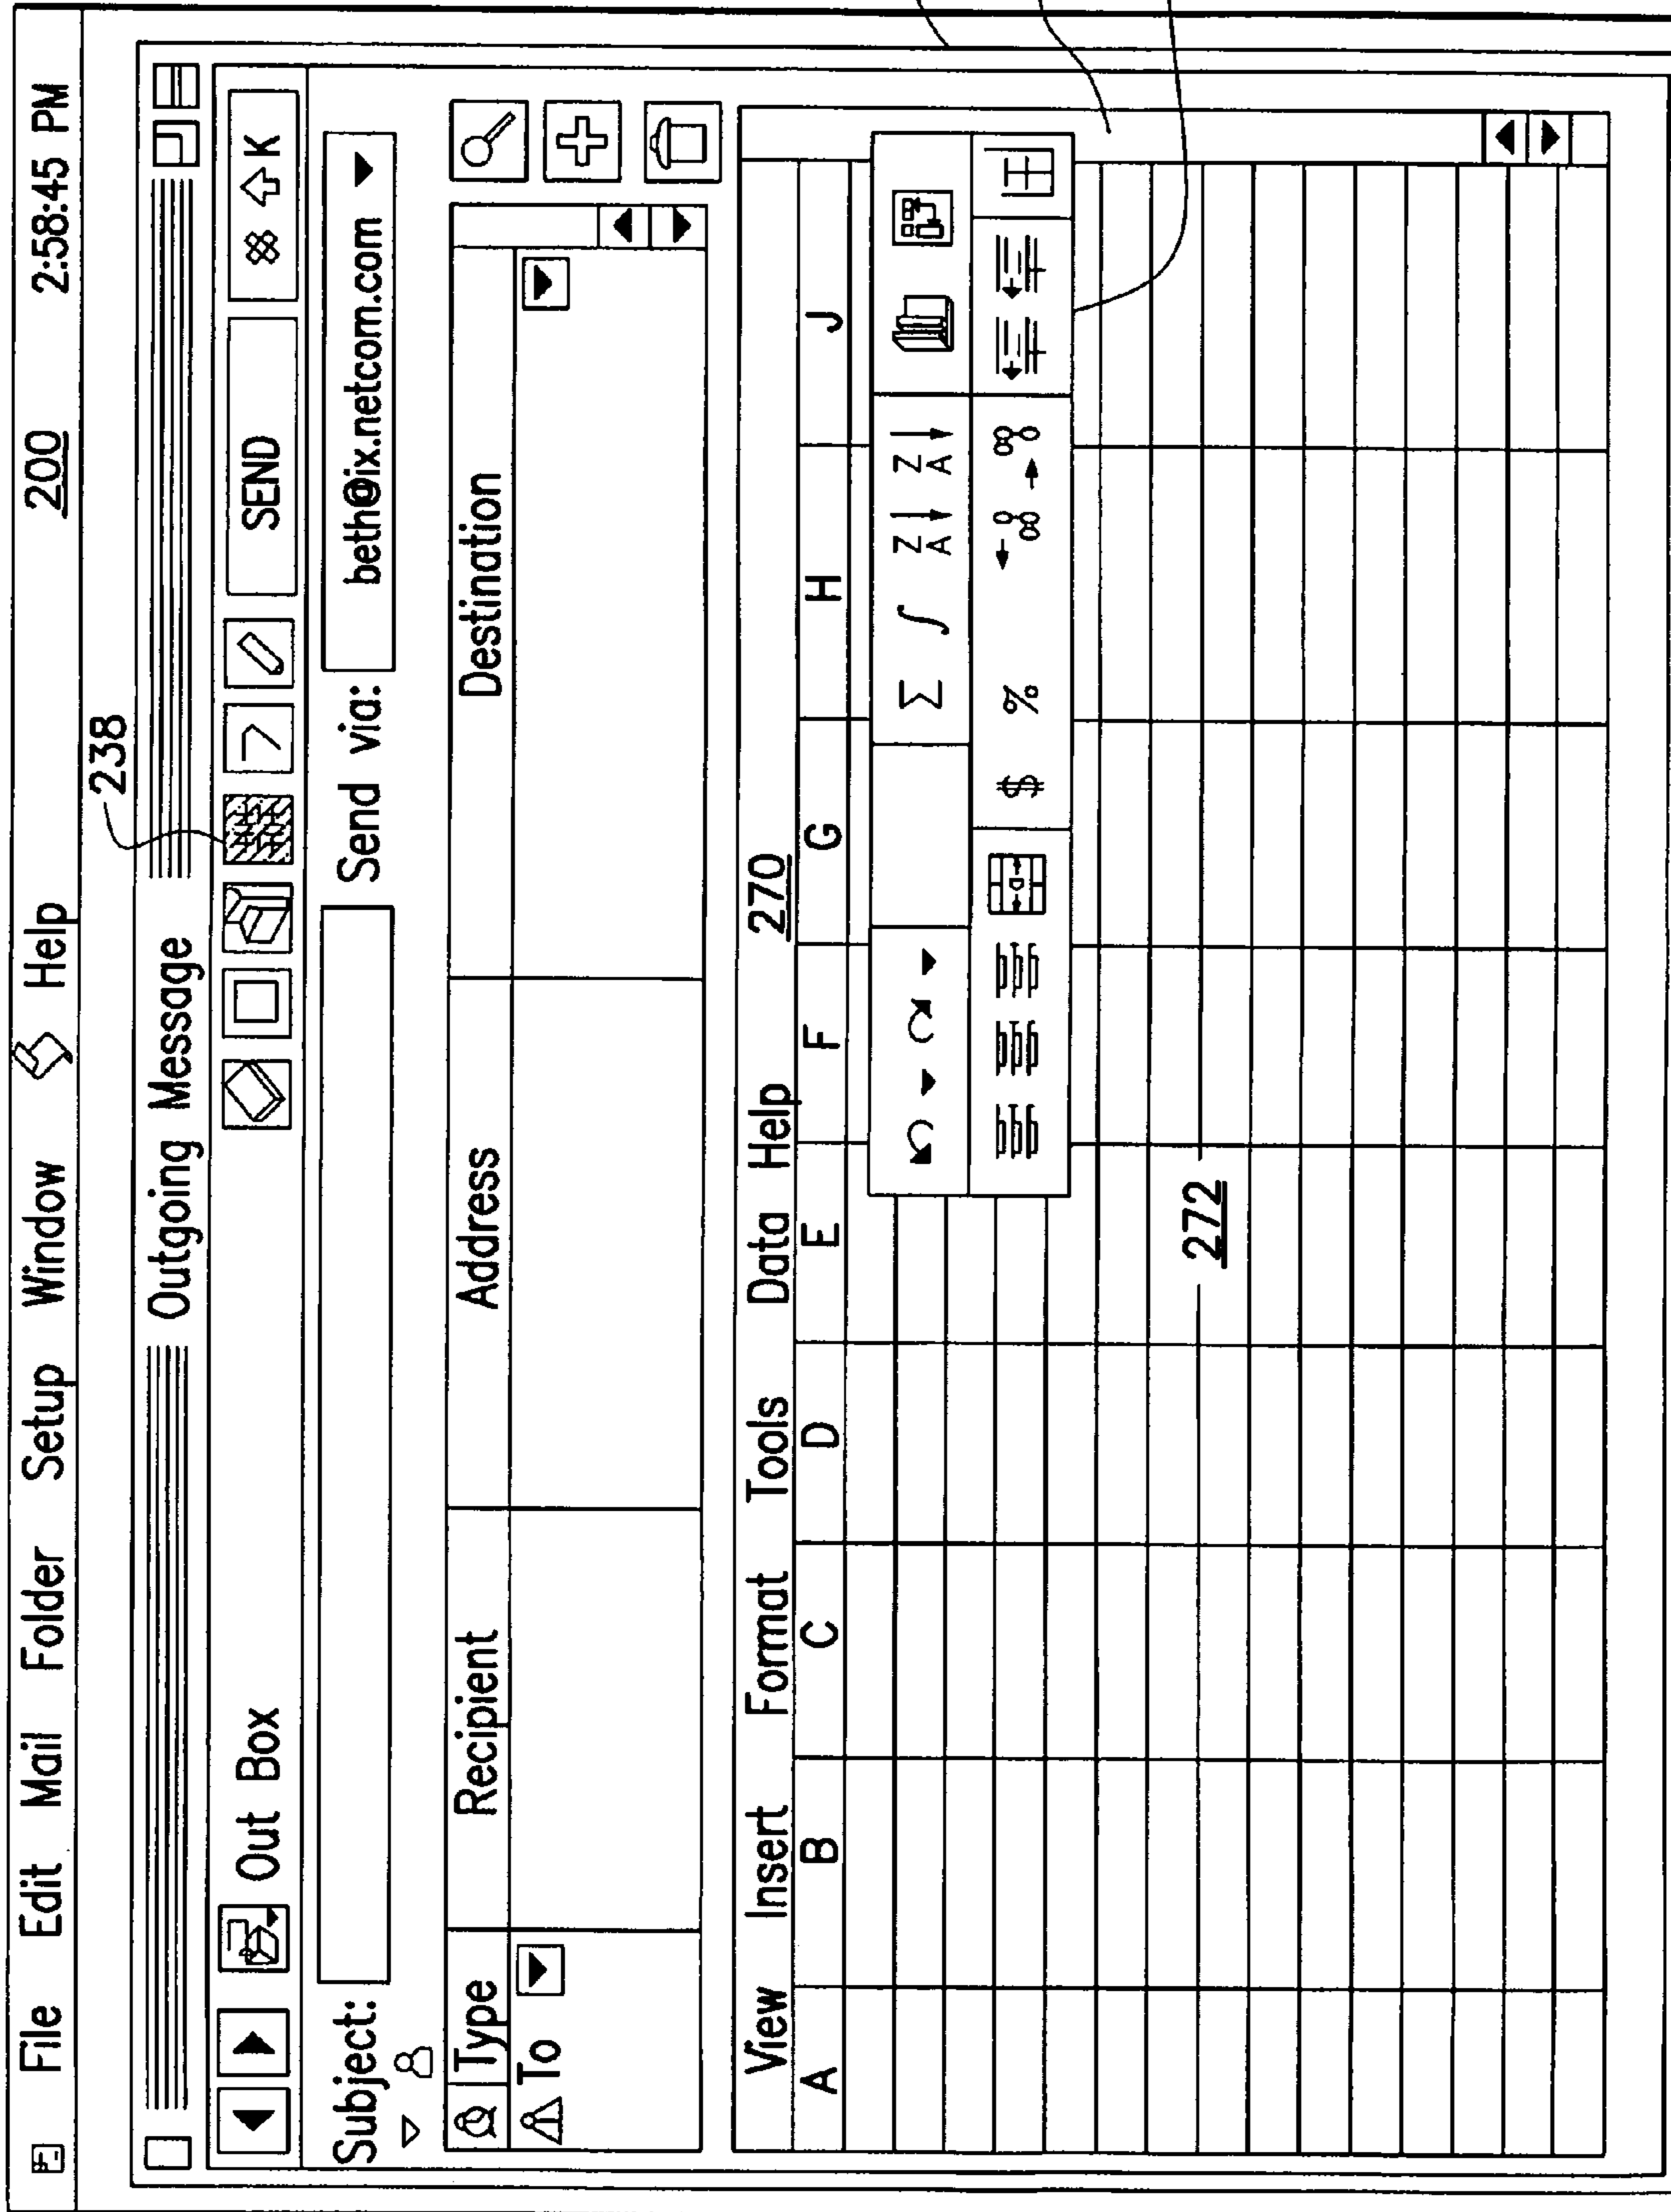 File Edit Mail Folder Setup Window Help 200 2:58:45 PM
238
Outgoing Message
Out Box SEND K
Subject: Send via: beth@ix.netcom.com
Type Recipient Address Destination
To
270
View Insert Format Tools Data Help
A B C D E F G H J
Σ ∫ Z A Z A
$ %
272